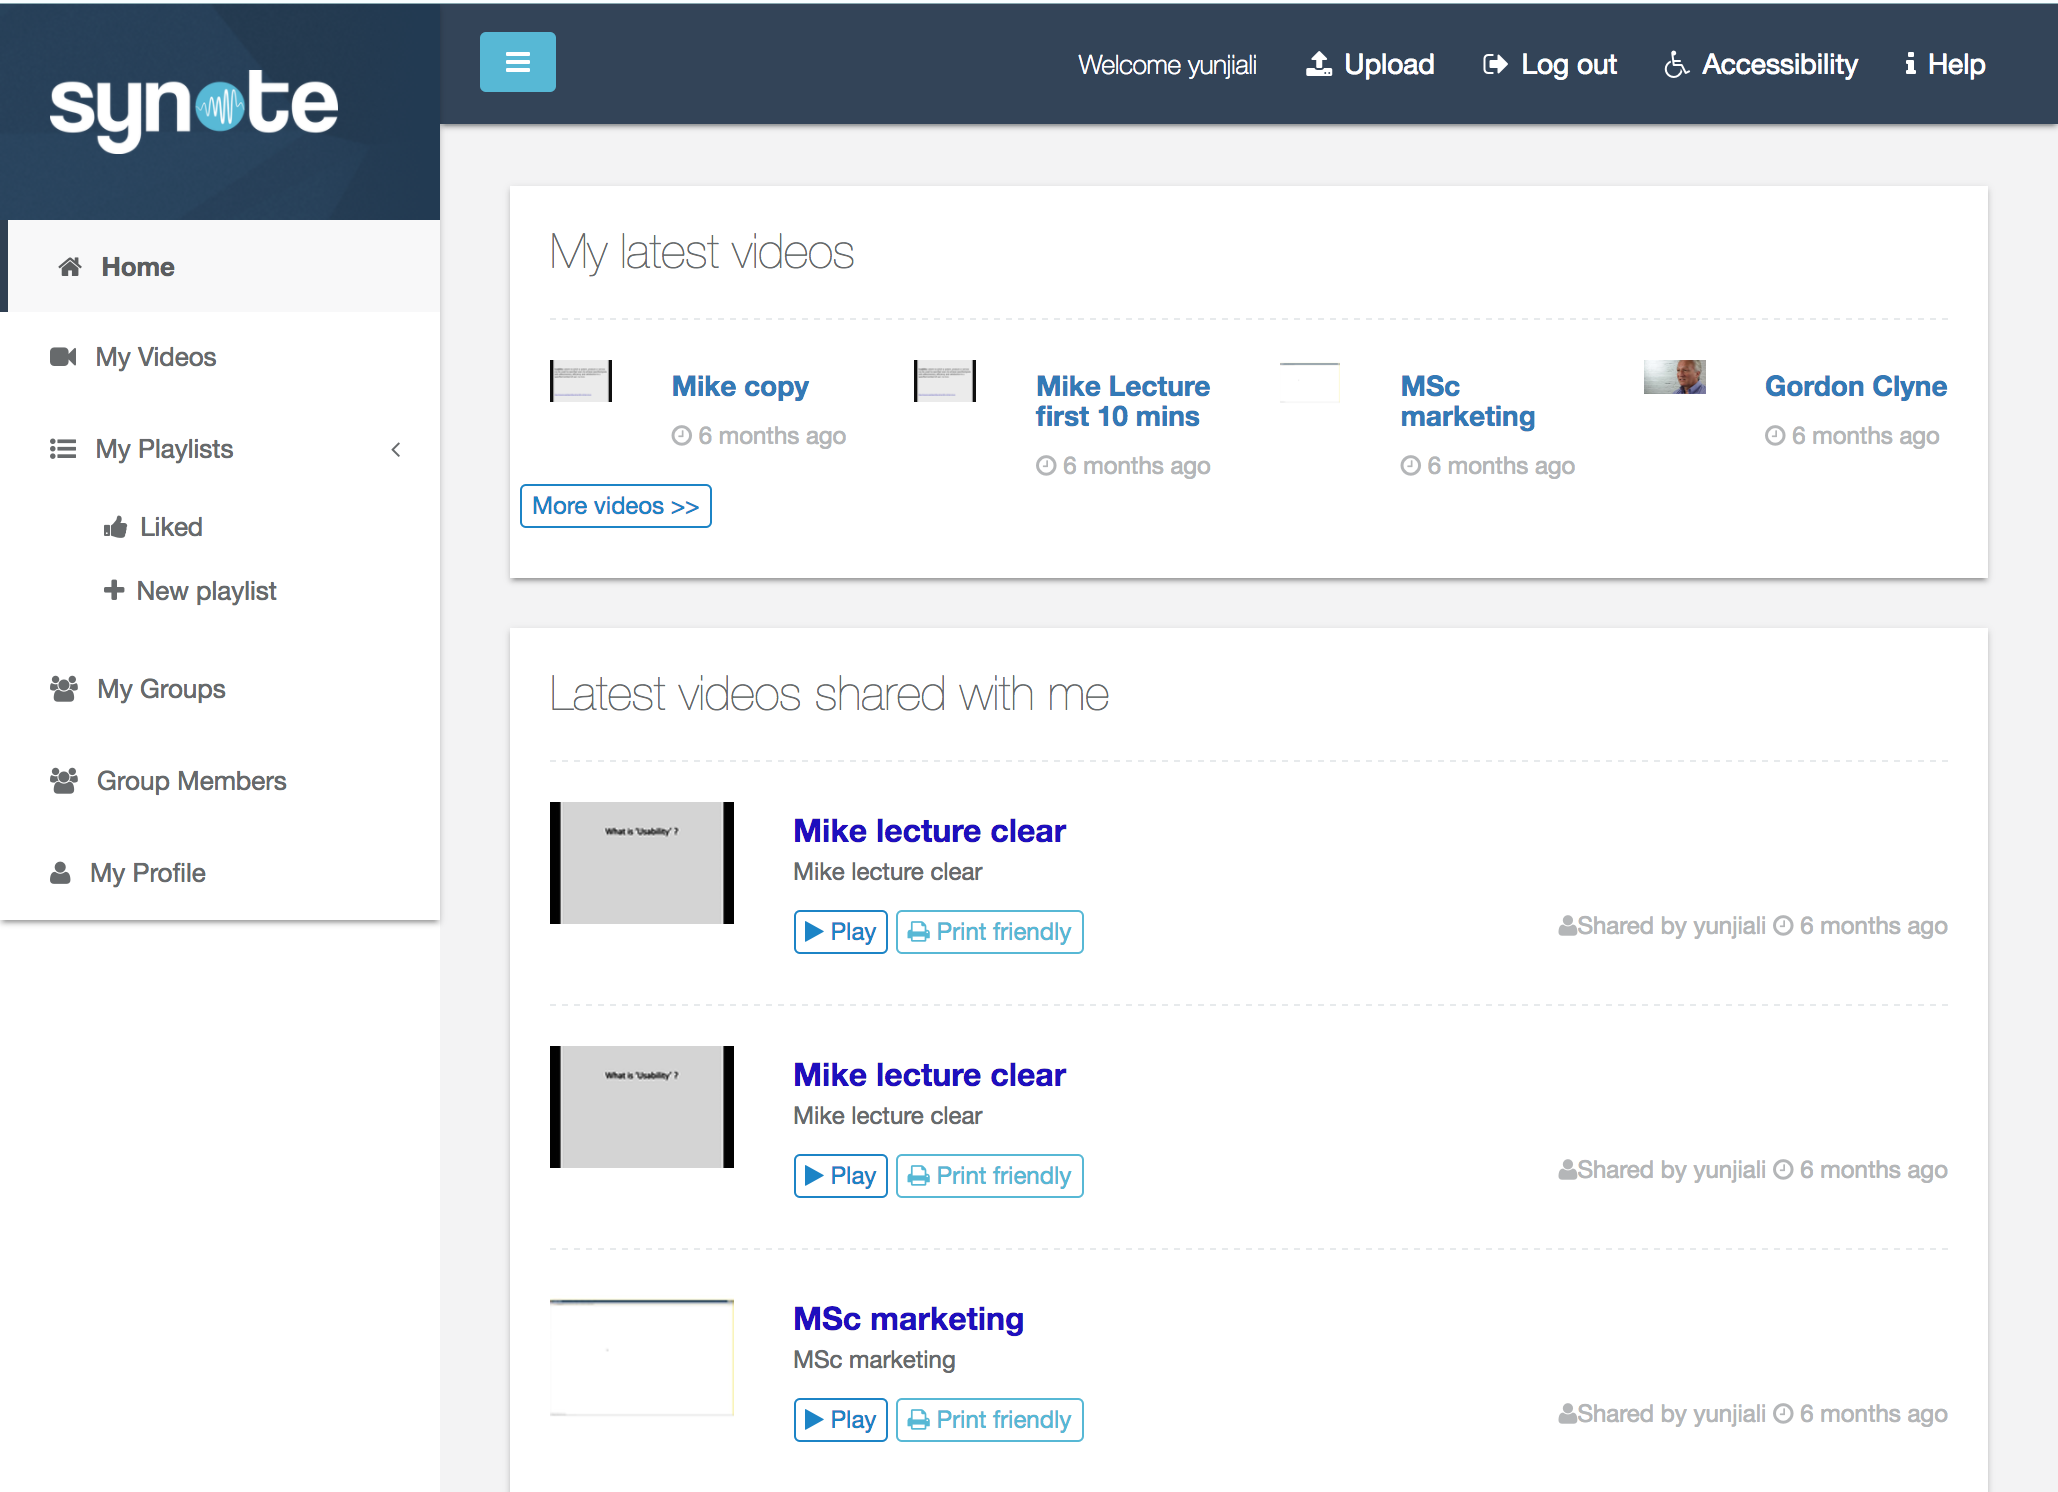 synote
Welcome yunjiali
Upload
Log out
Accessibility
Help
Home
My Videos
My Playlists
Liked
New playlist
My Groups
Group Members
My Profile
My latest videos
Mike copy
6 months ago
Mike Lecture
first 10 mins
6 months ago
MSc
marketing
6 months ago
Gordon Clyne
6 months ago
More videos >>
Latest videos shared with me
What is 'Usability' ?
Mike lecture clear
Mike lecture clear
Play
Print friendly
Shared by yunjiali 6 months ago
What is 'Usability' ?
Mike lecture clear
Mike lecture clear
Play
Print friendly
Shared by yunjiali 6 months ago
MSc marketing
MSc marketing
Play
Print friendly
Shared by yunjiali 6 months ago